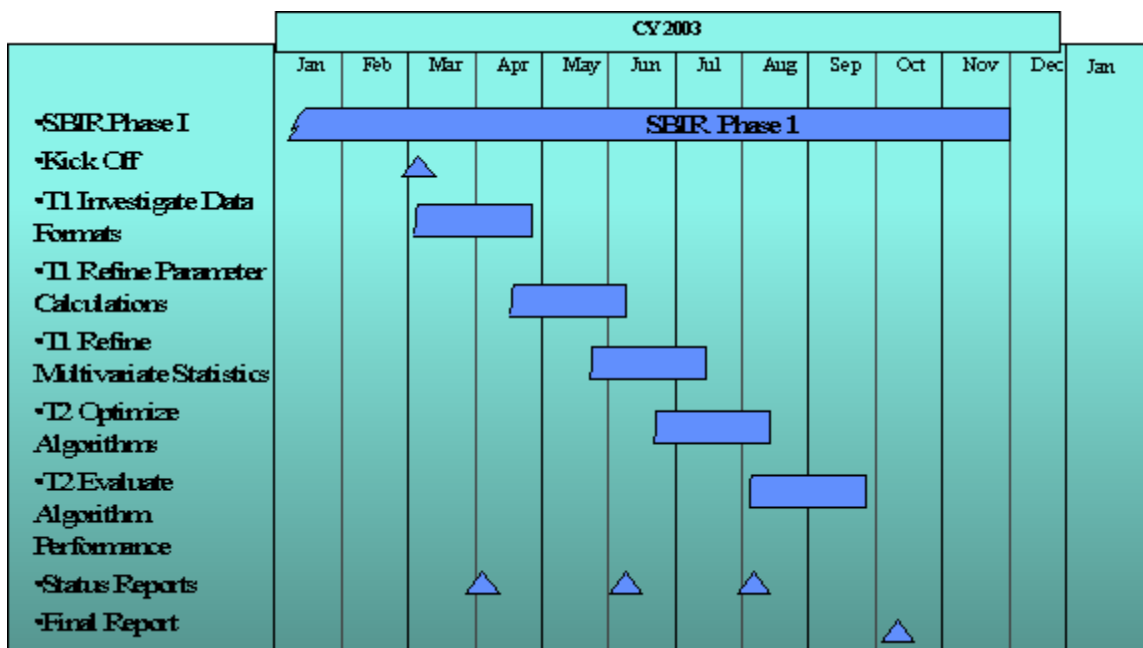 CY 2003
Jan Feb Mar Apr May Jun Jul Aug Sep Oct Nov Dec Jan
•SBIR Phase I
SBIR Phase 1
•Kick Off
•T1 Investigate Data
Formats
•T1 Refine Parameter
Calculations
•T1 Refine
Multivariate Statistics
•T2 Optimize
Algorithms
•T2 Evaluate
Algorithm
Performance
•Status Reports
•Final Report